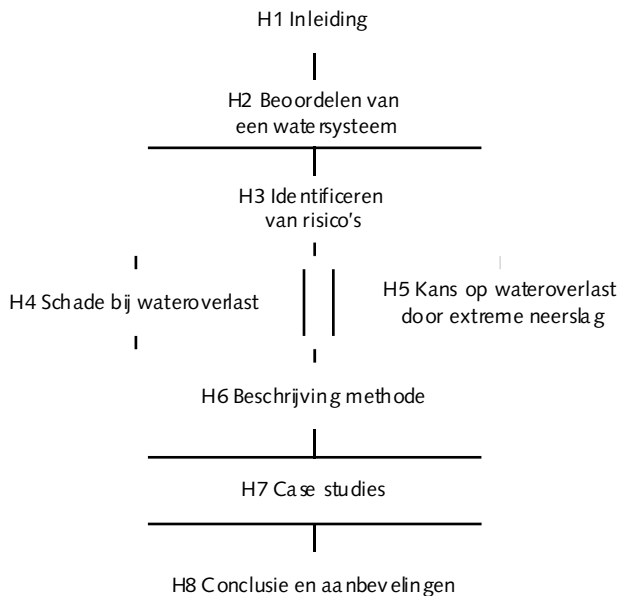 H1 Inleiding
H2 Beoordelen van
een watersysteem
H3 Identificeren
van risico's
H4 Schade bij wateroverlast
H5 Kans op wateroverlast
door extreme neerslag
H6 Beschrijving methode
H7 Case studies
H8 Conclusie en aanbevelingen